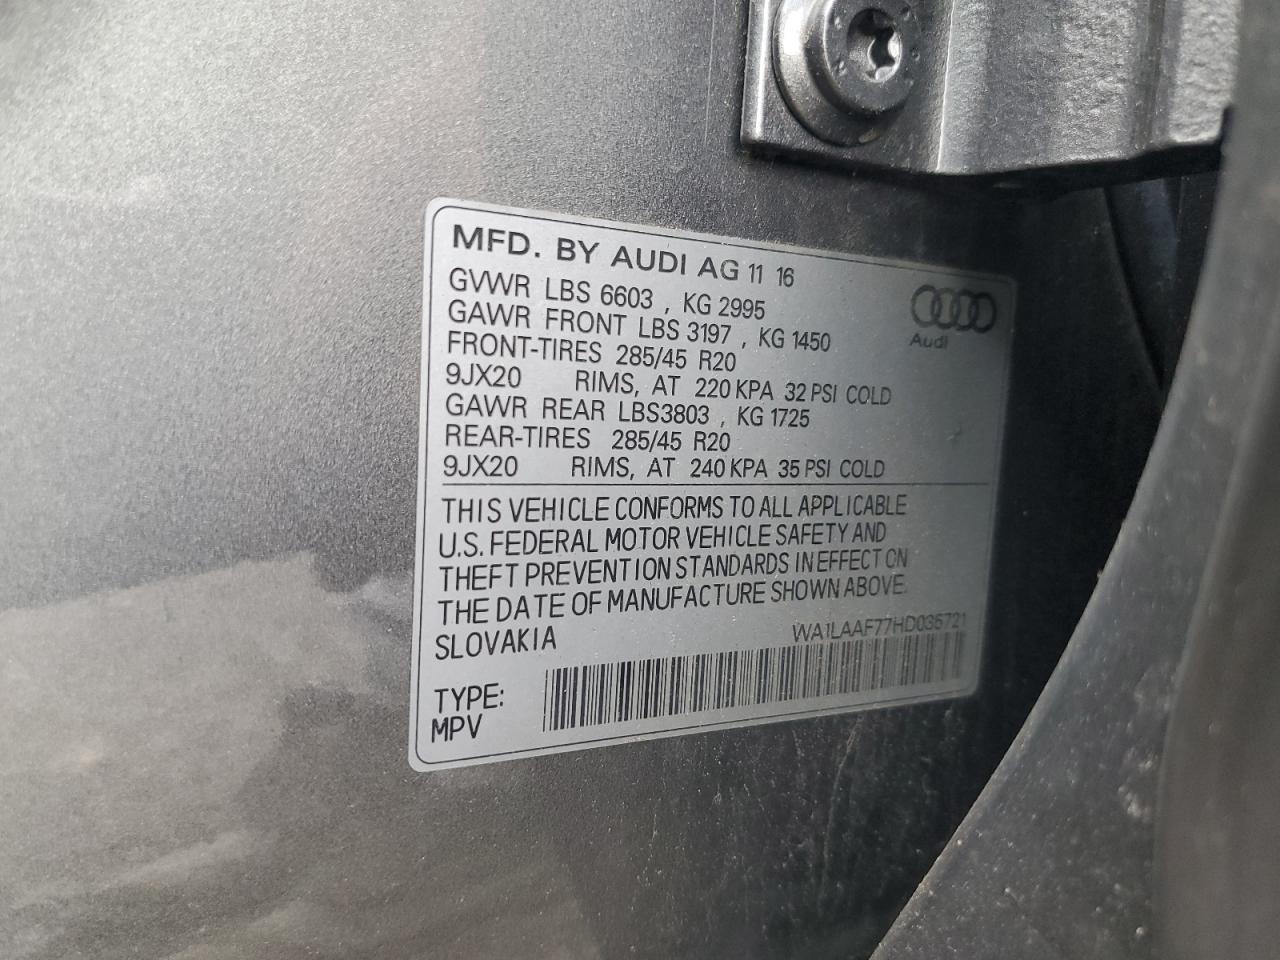 MFD. BY AUDI AG 11 16
GVWR LBS 6603 , KG 2995
GAWR FRONT LBS 3197 , KG 1450
FRONT-TIRES 285/45 R20
9JX20 RIMS, AT 220 KPA 32 PSI COLD
GAWR REAR LBS3803 , KG 1725
REAR-TIRES 285/45 R20
9JX20 RIMS, AT 240 KPA 35 PSI COLD
Audi
THIS VEHICLE CONFORMS TO ALL APPLICABLE
U.S. FEDERAL MOTOR VEHICLE SAFETY AND
THEFT PREVENTION STANDARDS IN EFFECT ON
THE DATE OF MANUFACTURE SHOWN ABOVE.
SLOVAKIA WA1LAAF77HD035721
TYPE:
MPV